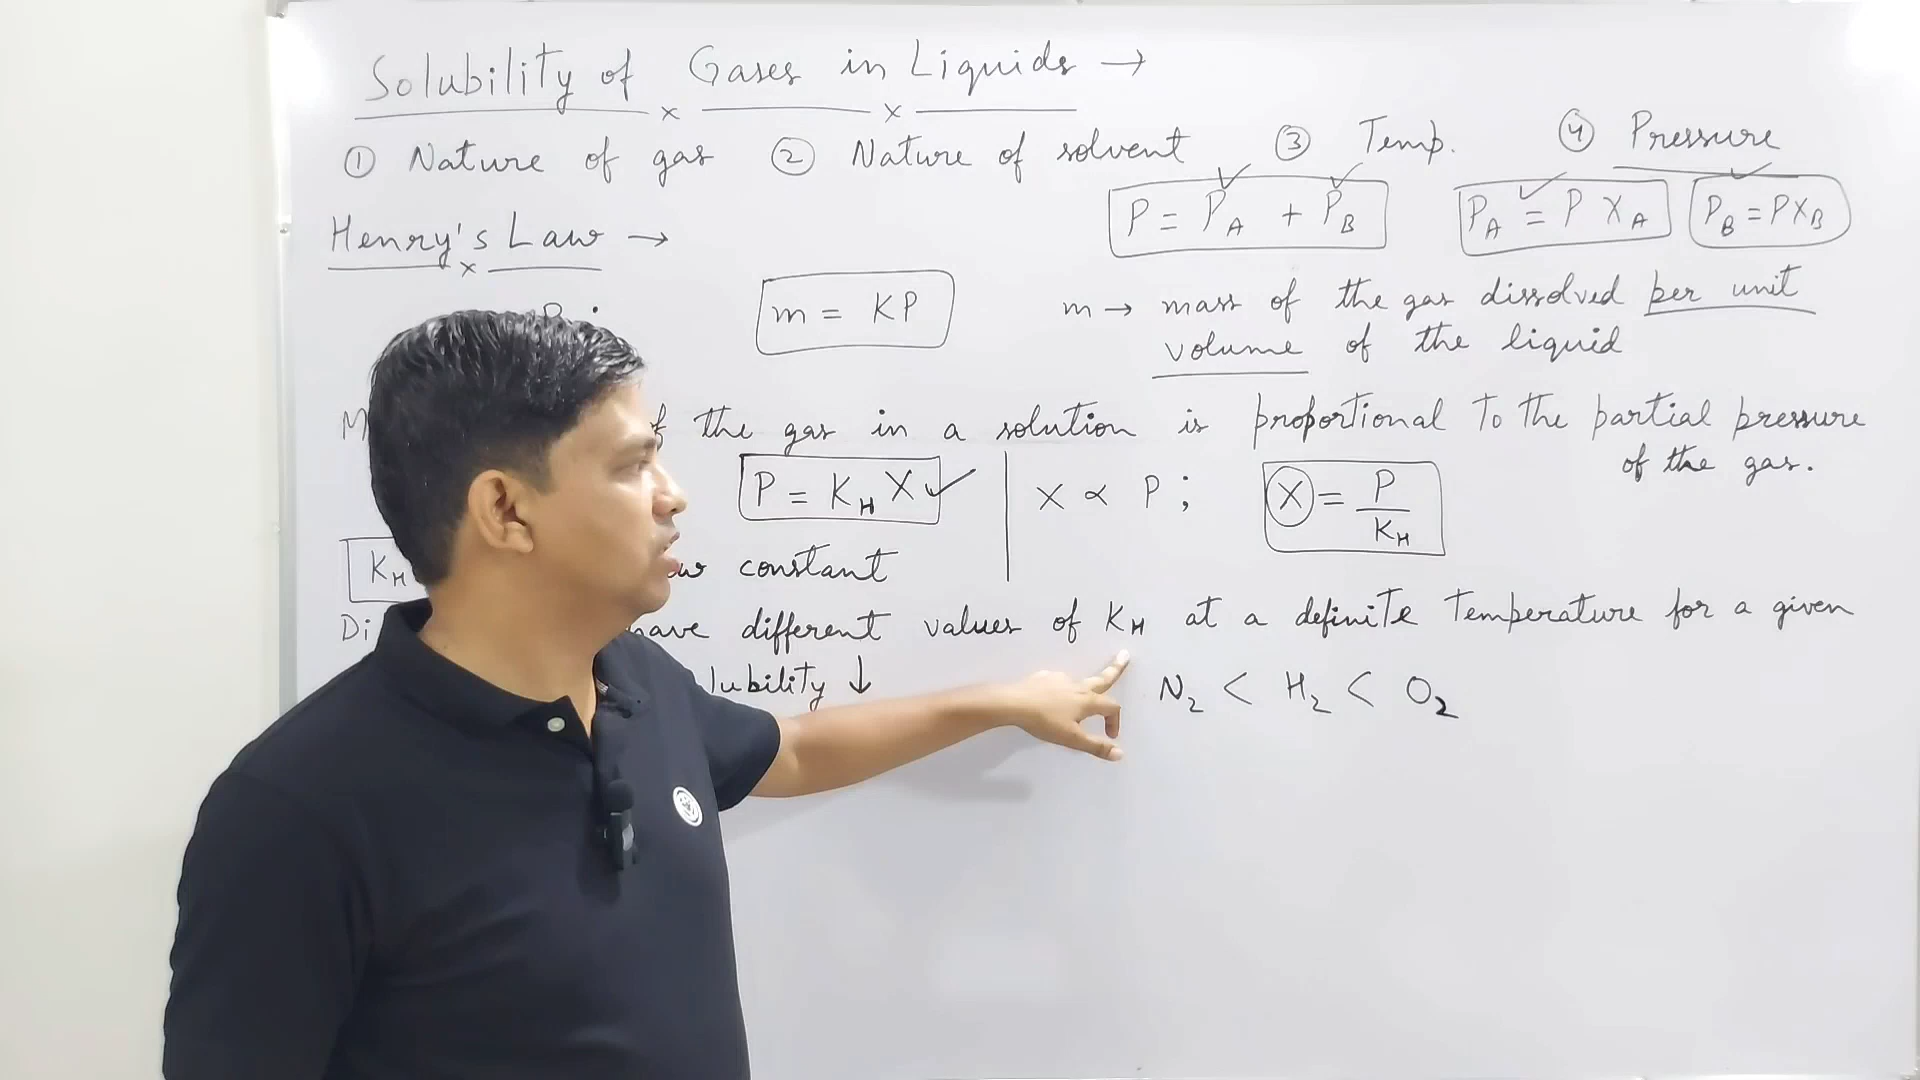 Solubility of Gases in Liquids →
① Nature of gas ② Nature of solvent ③ Temp. ④ Pressure
P = P_A + P_B P_A = P X_A P_B = P X_B
Henry's Law →
m = KP m → mass of the gas dissolved per unit
volume of the liquid
the gas in a solution is proportional to the partial pressure
of the gas.
P = K_H X ✓ X ∝ P ; X = P / K_H
K_H constant
have different values of K_H at a definite temperature for a given
↓ N₂ < H₂ < O₂